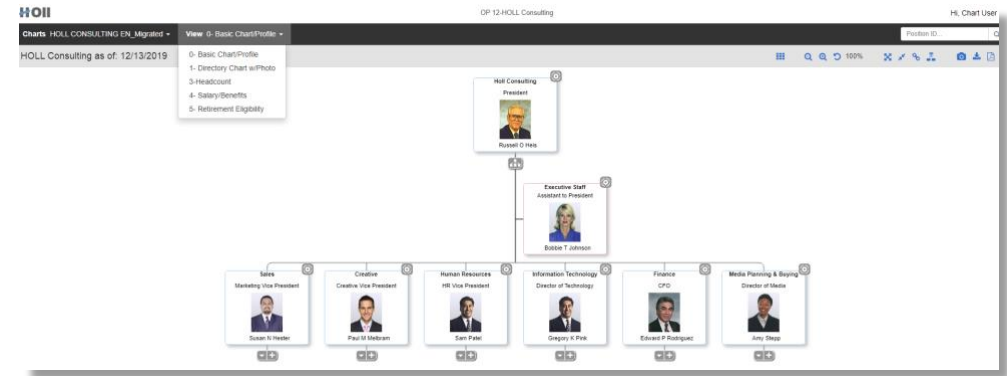 HOll
OP 12-HOLL Consulting
Hi, Chart User
Charts HOLL CONSULTING EN_Migrated
View 0- Basic Chart/Profile
Position ID...
HOLL Consulting as of: 12/13/2019
100%
0- Basic Chart/Profile
1- Directory Chart w/Photo
3-Headcount
4- Salary/Benefits
5- Retirement Eligibility
Holl Consulting
President
Russell O Heis
Executive Staff
Assistant to President
Bobbie T Johnson
Sales
Marketing Vice President
Susan N Hester
Creative
Creative Vice President
Paul M Melbram
Human Resources
HR Vice President
Sam Patel
Information Technology
Director of Technology
Gregory K Pink
Finance
CFO
Edward P Rodriguez
Media Planning & Buying
Director of Media
Amy Stepp